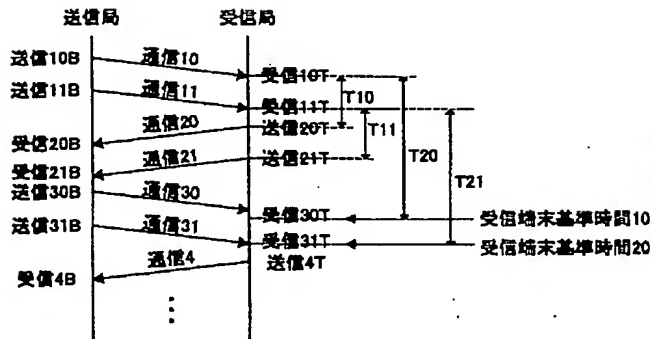 送信局 受信局
送信10B 通信10 受信10T
送信11B 通信11 受信11T T10
受信20B 通信20 送信20T T11
受信21B 通信21 送信21T T20 T21
送信30B 通信30 受信30T 受信端末基準時間10
送信31B 通信31 受信31T 受信端末基準時間20
受信4B 通信4 送信4T